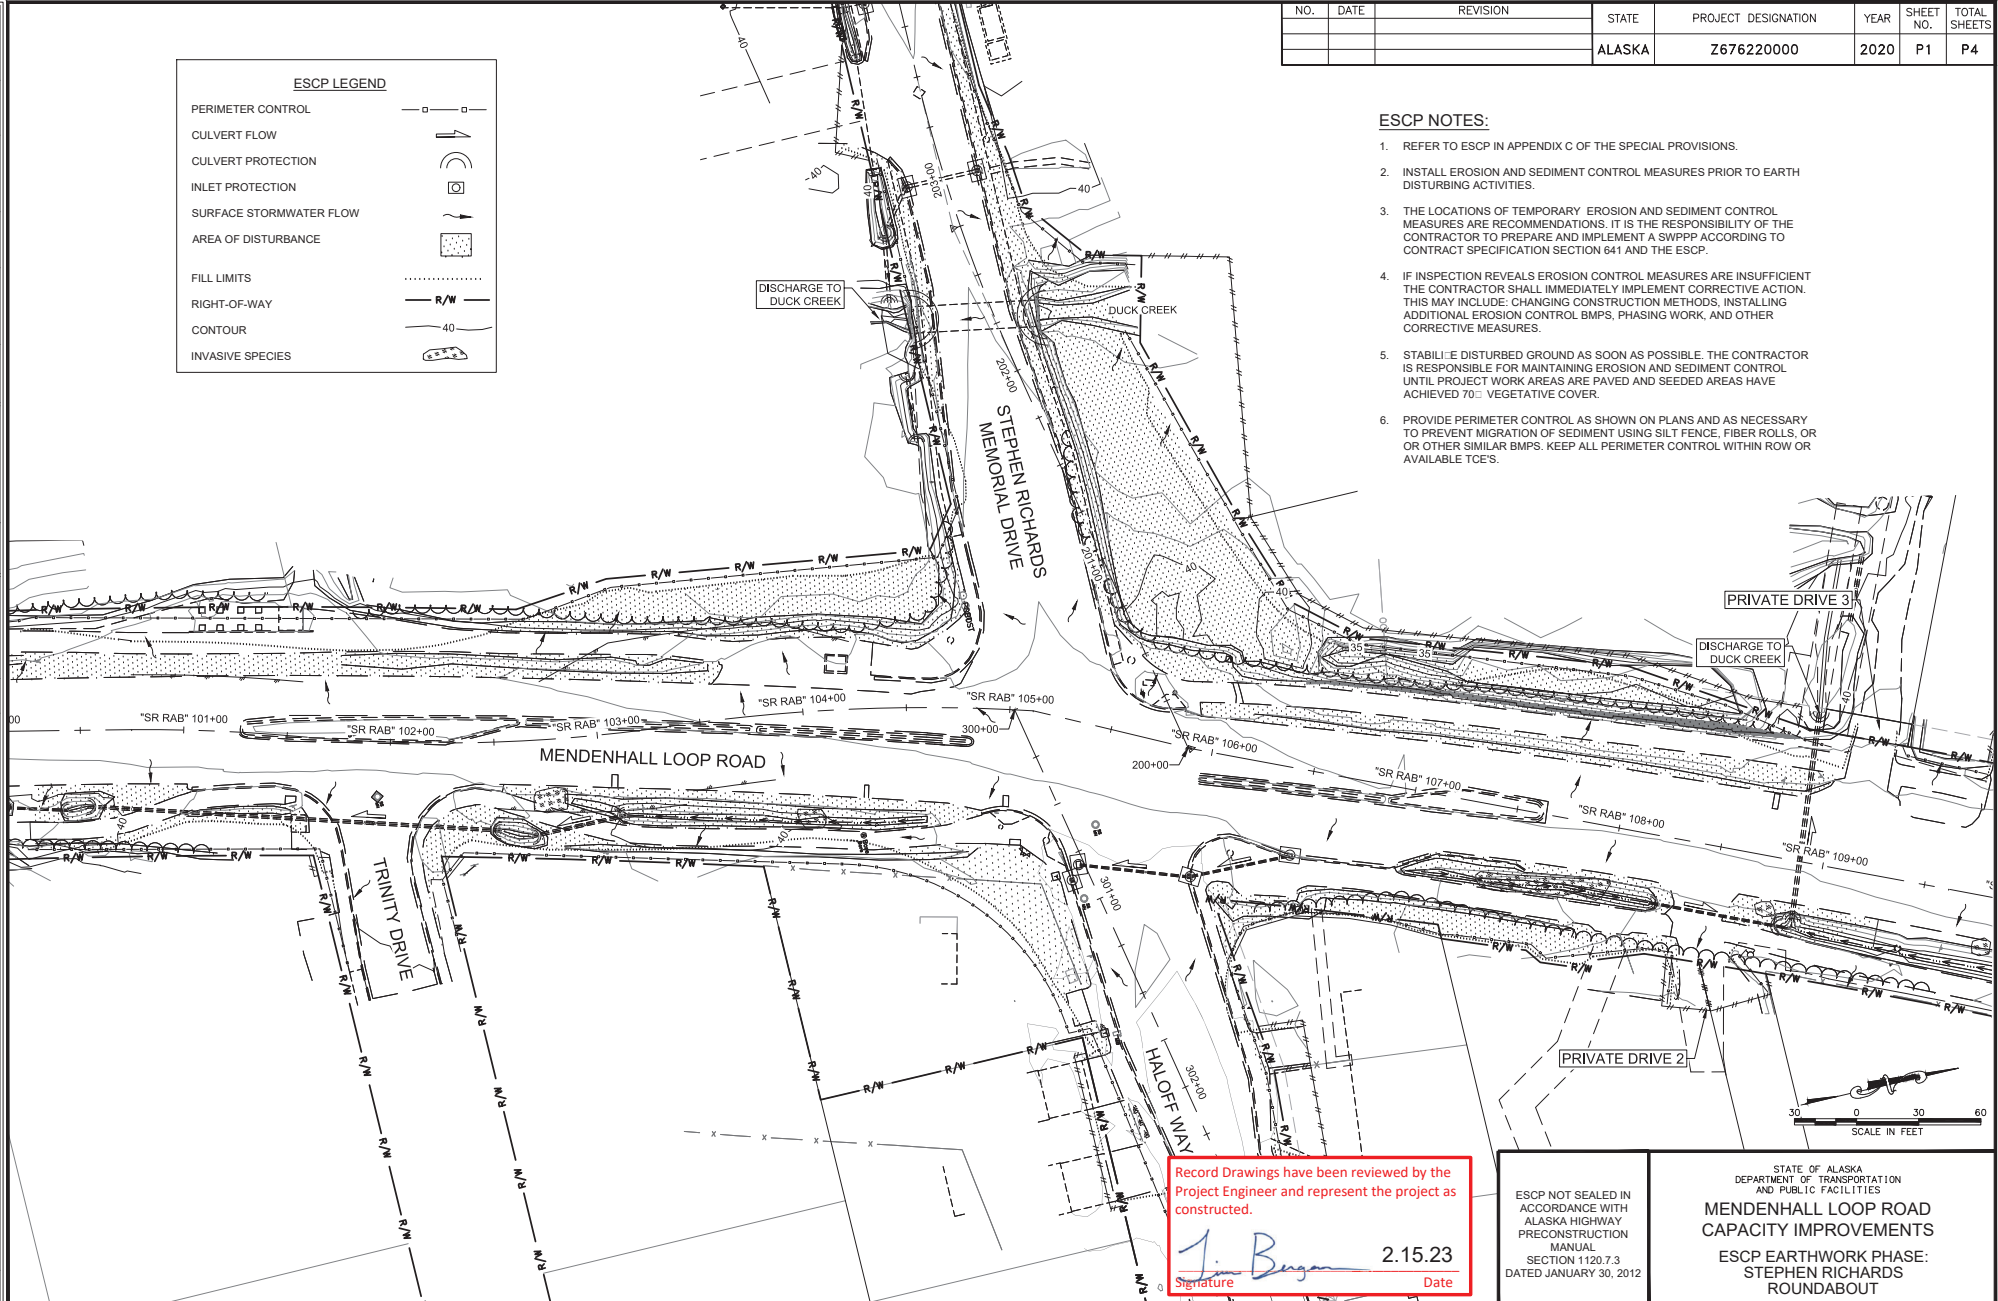 NO. DATE REVISION STATE PROJECT DESIGNATION YEAR SHEET NO. TOTAL SHEETS
ALASKA Z676220000 2020 P1 P4
ESCP LEGEND
PERIMETER CONTROL
CULVERT FLOW
CULVERT PROTECTION
INLET PROTECTION
SURFACE STORMWATER FLOW
AREA OF DISTURBANCE
FILL LIMITS
RIGHT-OF-WAY R/W
CONTOUR 40
INVASIVE SPECIES
ESCP NOTES:
1. REFER TO ESCP IN APPENDIX C OF THE SPECIAL PROVISIONS.
2. INSTALL EROSION AND SEDIMENT CONTROL MEASURES PRIOR TO EARTH
DISTURBING ACTIVITIES.
3. THE LOCATIONS OF TEMPORARY EROSION AND SEDIMENT CONTROL
MEASURES ARE RECOMMENDATIONS. IT IS THE RESPONSIBILITY OF THE
CONTRACTOR TO PREPARE AND IMPLEMENT A SWPPP ACCORDING TO
CONTRACT SPECIFICATION SECTION 641 AND THE ESCP.
4. IF INSPECTION REVEALS EROSION CONTROL MEASURES ARE INSUFFICIENT
THE CONTRACTOR SHALL IMMEDIATELY IMPLEMENT CORRECTIVE ACTION.
THIS MAY INCLUDE: CHANGING CONSTRUCTION METHODS, INSTALLING
ADDITIONAL EROSION CONTROL BMPS, PHASING WORK, AND OTHER
CORRECTIVE MEASURES.
5. STABILI□E DISTURBED GROUND AS SOON AS POSSIBLE. THE CONTRACTOR
IS RESPONSIBLE FOR MAINTAINING EROSION AND SEDIMENT CONTROL
UNTIL PROJECT WORK AREAS ARE PAVED AND SEEDED AREAS HAVE
ACHIEVED 70□ VEGETATIVE COVER.
6. PROVIDE PERIMETER CONTROL AS SHOWN ON PLANS AND AS NECESSARY
TO PREVENT MIGRATION OF SEDIMENT USING SILT FENCE, FIBER ROLLS, OR
OR OTHER SIMILAR BMPS. KEEP ALL PERIMETER CONTROL WITHIN ROW OR
AVAILABLE TCE'S.
DISCHARGE TO
DUCK CREEK
DUCK CREEK
203+00
202+00
201+00
STEPHEN RICHARDS
MEMORIAL DRIVE
PRIVATE DRIVE 3
DISCHARGE TO
DUCK CREEK
35
35
40
40
"SR RAB" 101+00
"SR RAB" 102+00
"SR RAB" 103+00
"SR RAB" 104+00
"SR RAB" 105+00
300+00
"SR RAB" 106+00
200+00
"SR RAB" 107+00
"SR RAB" 108+00
"SR RAB" 109+00
MENDENHALL LOOP ROAD
TRINITY DRIVE
301+00
302+00
HALOFF WAY
PRIVATE DRIVE 2
30 0 30 60
SCALE IN FEET
Record Drawings have been reviewed by the
Project Engineer and represent the project as
constructed.
2.15.23
Signature Date
ESCP NOT SEALED IN
ACCORDANCE WITH
ALASKA HIGHWAY
PRECONSTRUCTION
MANUAL
SECTION 1120.7.3
DATED JANUARY 30, 2012
STATE OF ALASKA
DEPARTMENT OF TRANSPORTATION
AND PUBLIC FACILITIES
MENDENHALL LOOP ROAD
CAPACITY IMPROVEMENTS
ESCP EARTHWORK PHASE:
STEPHEN RICHARDS
ROUNDABOUT